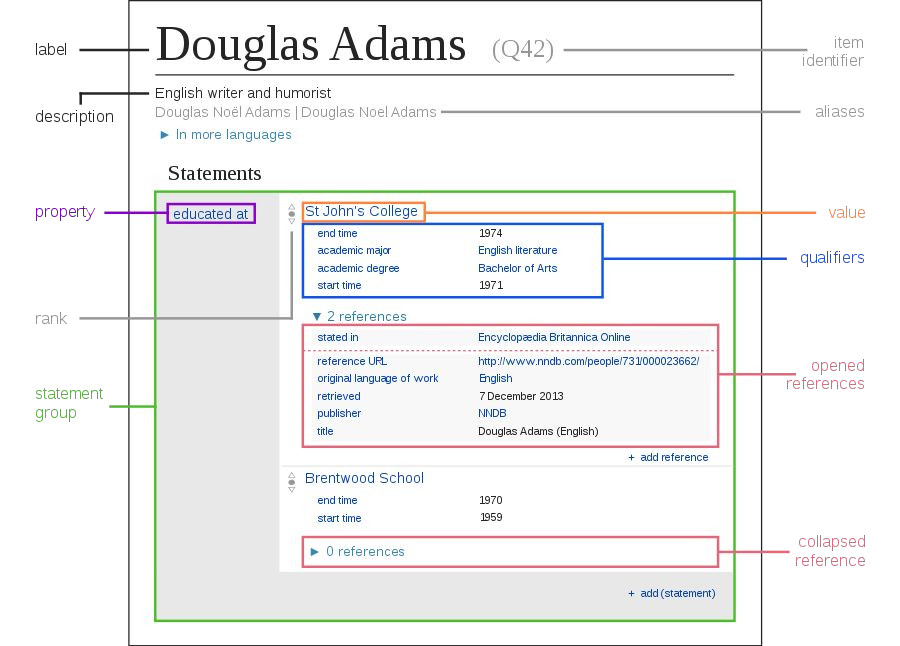 label
Douglas Adams (Q42)
item
identifier
description
English writer and humorist
Douglas Noël Adams | Douglas Noel Adams
aliases
► In more languages
Statements
property
educated at
St John's College
value
end time 1974
academic major English literature
academic degree Bachelor of Arts
start time 1971
qualifiers
rank
▼ 2 references
stated in Encyclopædia Britannica Online
reference URL http://www.nndb.com/people/731/000023662/
original language of work English
retrieved 7 December 2013
publisher NNDB
title Douglas Adams (English)
opened
references
statement
group
+ add reference
Brentwood School
end time 1970
start time 1959
► 0 references
collapsed
reference
+ add (statement)